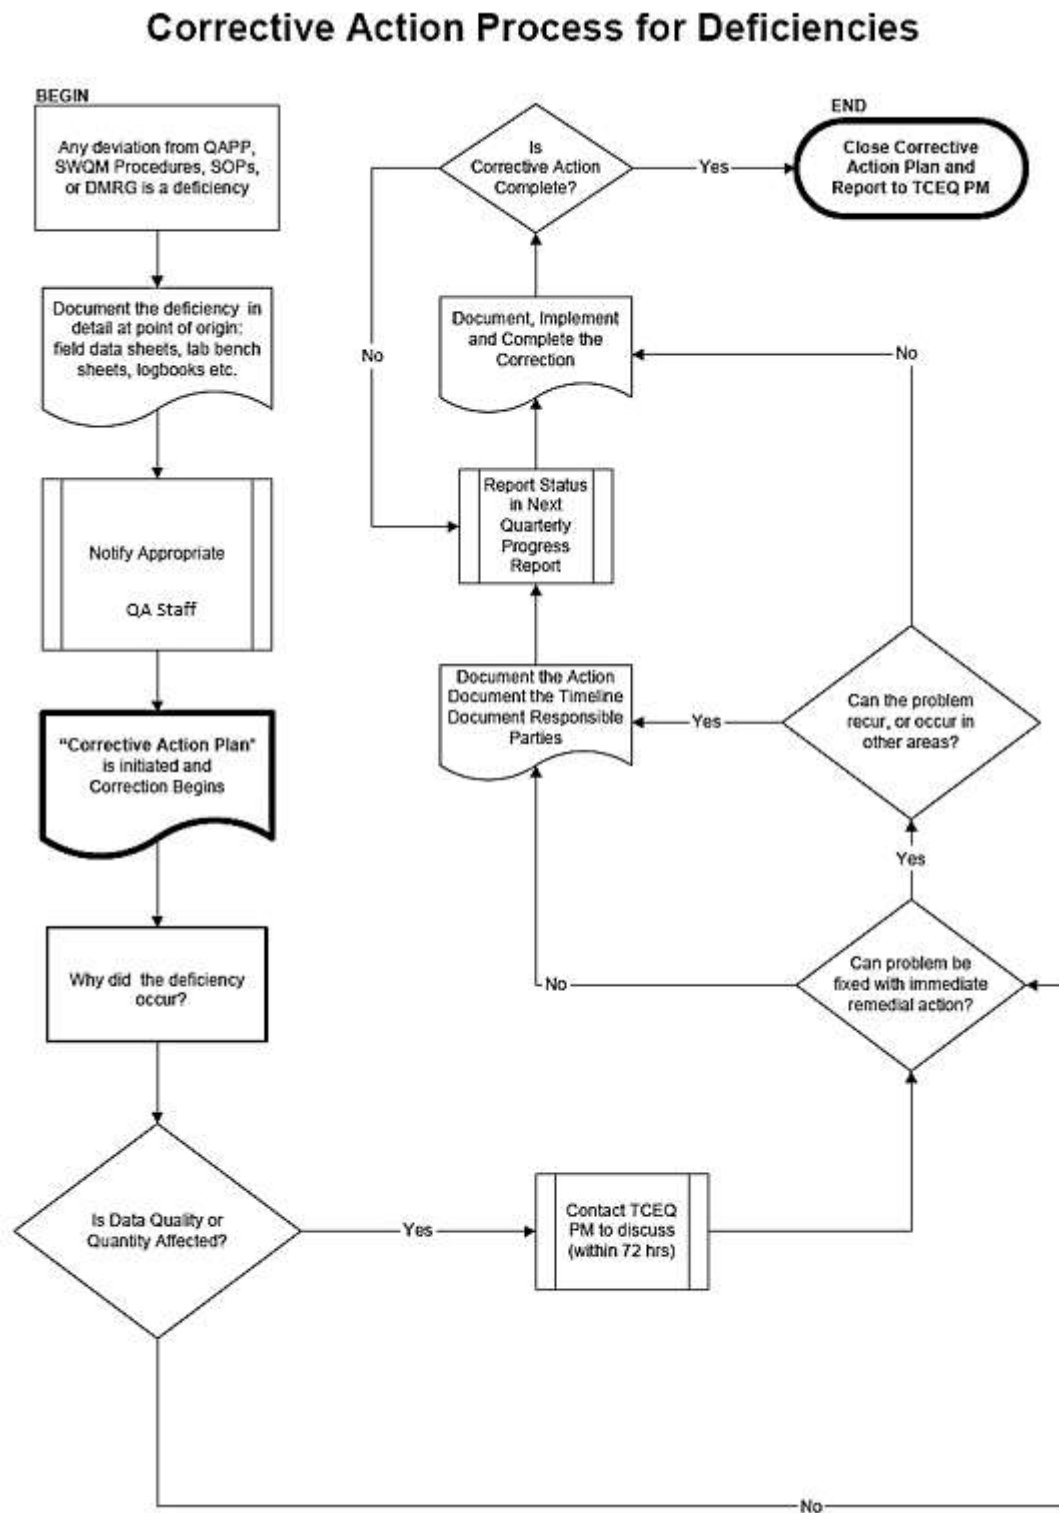 Corrective Action Process for Deficiencies
BEGIN
Any deviation from QAPP,
SWQM Procedures, SOPs,
or DMRG is a deficiency
Document the deficiency in
detail at point of origin:
field data sheets, lab bench
sheets, logbooks etc.
Notify Appropriate
QA Staff
“Corrective Action Plan”
is initiated and
Correction Begins
Why did the deficiency
occur?
Is Data Quality or
Quantity Affected?
Yes
Contact TCEQ
PM to discuss
(within 72 hrs)
No
Can problem be
fixed with immediate
remedial action?
No
Yes
Can the problem
recur, or occur in
other areas?
Yes
No
Document the Action
Document the Timeline
Document Responsible
Parties
Report Status
in Next
Quarterly
Progress
Report
Document, Implement
and Complete the
Correction
Is
Corrective Action
Complete?
No
Yes
END
Close Corrective
Action Plan and
Report to TCEQ PM